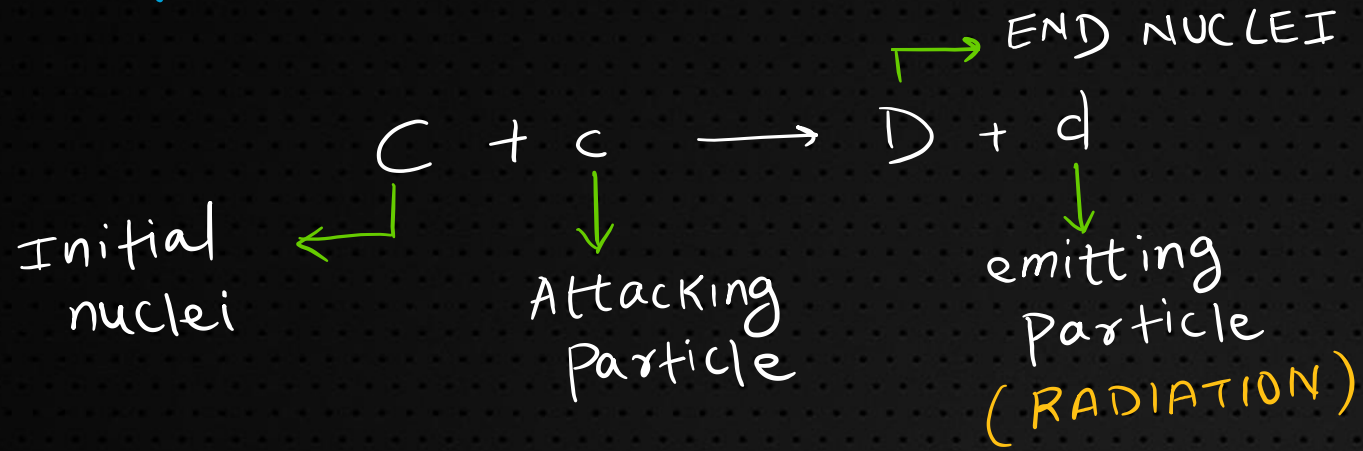 END NUCLEI
C + c → D + d
Initial
nuclei
Attacking
Particle
emitting
Particle
(RADIATION)